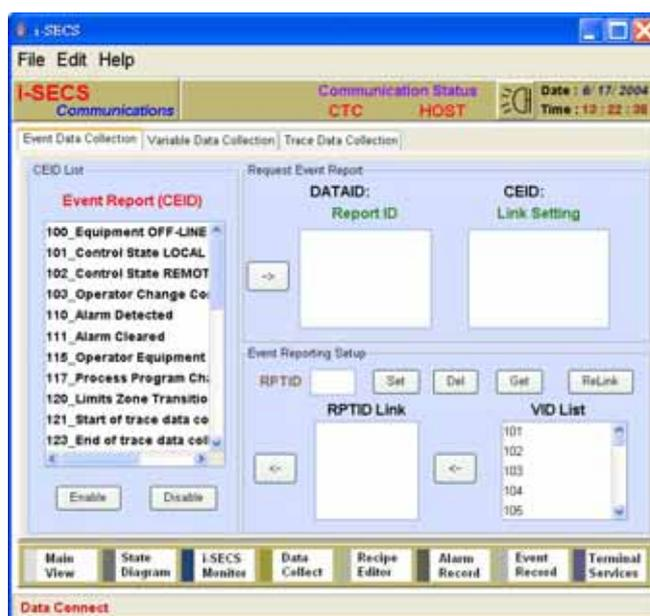 i-SECS
File Edit Help
i-SECS
Communications
Communication Status
CTC HOST
Date : 6/ 17/ 2004
Time : 13 : 22 : 38
Event Data Collection Variable Data Collection Trace Data Collection
CEID List
Event Report (CEID)
100_Equipment OFF-LINE
101_Control State LOCAL
102_Control State REMOT
103_Operator Change Co
110_Alarm Detected
111_Alarm Cleared
115_Operator Equipment
117_Process Program Cha
120_Limits Zone Transitio
121_Start of trace data co
123_End of trace data coll
Enable Disable
Request Event Report
DATAID: CEID:
Report ID Link Setting
->
Event Reporting Setup
RPTID Set Del Get ReLink
RPTID Link VID List
<- <-
101
102
103
104
105
Main View
State Diagram
i-SECS Monitor
Data Collect
Recipe Editor
Alarm Record
Event Record
Terminal Services
Data Connect